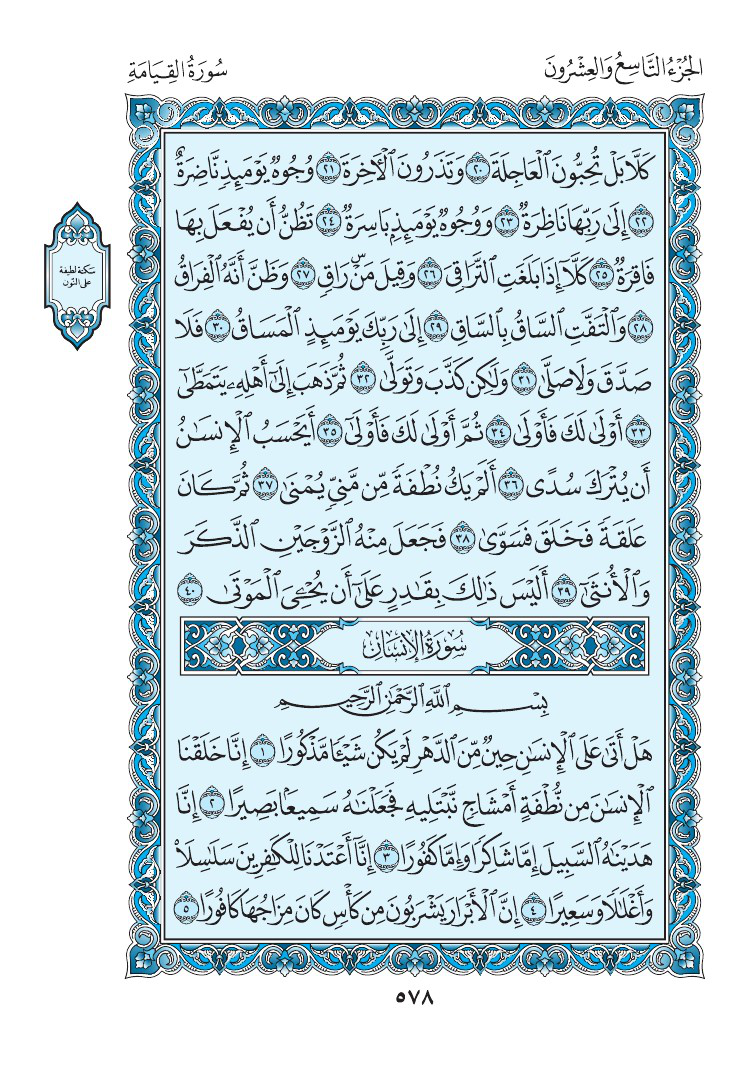 الجُزْءُ التَّاسِعُ وَالعِشْرُونَ
سُورَةُ القِيَامَةِ
كَلَّا بَلْ تُحِبُّونَ ٱلْعَاجِلَةَ ٢٠ وَتَذَرُونَ ٱلْأَخِرَةَ ٢١ وُجُوهٌ يَوْمَئِذٍ نَّاضِرَةٌ
٢٢ إِلَىٰ رَبِّهَا نَاظِرَةٌ ٢٣ وَوُجُوهٌ يَوْمَئِذٍۭ بَاسِرَةٌ ٢٤ تَظُنُّ أَن يُفْعَلَ بِهَا
فَاقِرَةٌ ٢٥ كَلَّآ إِذَا بَلَغَتِ ٱلتَّرَاقِىَ ٢٦ وَقِيلَ مَنْۜ رَاقٍ ٢٧ وَظَنَّ أَنَّهُ ٱلْفِرَاقُ
٢٨ وَٱلْتَفَّتِ ٱلسَّاقُ بِٱلسَّاقِ ٢٩ إِلَىٰ رَبِّكَ يَوْمَئِذٍ ٱلْمَسَاقُ ٣٠ فَلَا
صَدَّقَ وَلَا صَلَّىٰ ٣١ وَلَٰكِن كَذَّبَ وَتَوَلَّىٰ ٣٢ ثُمَّ ذَهَبَ إِلَىٰٓ أَهْلِهِۦ يَتَمَطَّىٰٓ
٣٣ أَوْلَىٰ لَكَ فَأَوْلَىٰ ٣٤ ثُمَّ أَوْلَىٰ لَكَ فَأَوْلَىٰٓ ٣٥ أَيَحْسَبُ ٱلْإِنسَٰنُ
أَن يُتْرَكَ سُدًى ٣٦ أَلَمْ يَكُ نُطْفَةً مِّن مَّنِىٍّ يُمْنَىٰ ٣٧ ثُمَّ كَانَ
عَلَقَةً فَخَلَقَ فَسَوَّىٰ ٣٨ فَجَعَلَ مِنْهُ ٱلزَّوْجَيْنِ ٱلذَّكَرَ
وَٱلْأُنثَىٰٓ ٣٩ أَلَيْسَ ذَٰلِكَ بِقَٰدِرٍ عَلَىٰٓ أَن يُحْـِۧىَ ٱلْمَوْتَىٰ ٤٠
سُورَةُ الإِنسَانِ
بِسْمِ ٱللَّهِ ٱلرَّحْمَٰنِ ٱلرَّحِيمِ
هَلْ أَتَىٰ عَلَى ٱلْإِنسَٰنِ حِينٌ مِّنَ ٱلدَّهْرِ لَمْ يَكُن شَيْـًٔا مَّذْكُورًا ١ إِنَّا خَلَقْنَا
ٱلْإِنسَٰنَ مِن نُّطْفَةٍ أَمْشَاجٍ نَّبْتَلِيهِ فَجَعَلْنَٰهُ سَمِيعًۢا بَصِيرًا ٢ إِنَّا
هَدَيْنَٰهُ ٱلسَّبِيلَ إِمَّا شَاكِرًا وَإِمَّا كَفُورًا ٣ إِنَّآ أَعْتَدْنَا لِلْكَٰفِرِينَ سَلَٰسِلَا۟
وَأَغْلَٰلًا وَسَعِيرًا ٤ إِنَّ ٱلْأَبْرَارَ يَشْرَبُونَ مِن كَأْسٍ كَانَ مِزَاجُهَا كَافُورًا ٥
سكتة لطيفة
على النّون
٥٧٨